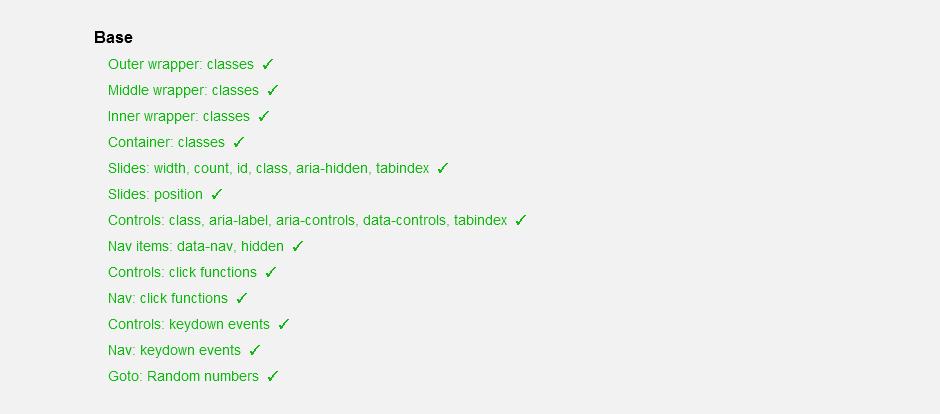 Base
Outer wrapper: classes ✓
Middle wrapper: classes ✓
Inner wrapper: classes ✓
Container: classes ✓
Slides: width, count, id, class, aria-hidden, tabindex ✓
Slides: position ✓
Controls: class, aria-label, aria-controls, data-controls, tabindex ✓
Nav items: data-nav, hidden ✓
Controls: click functions ✓
Nav: click functions ✓
Controls: keydown events ✓
Nav: keydown events ✓
Goto: Random numbers ✓